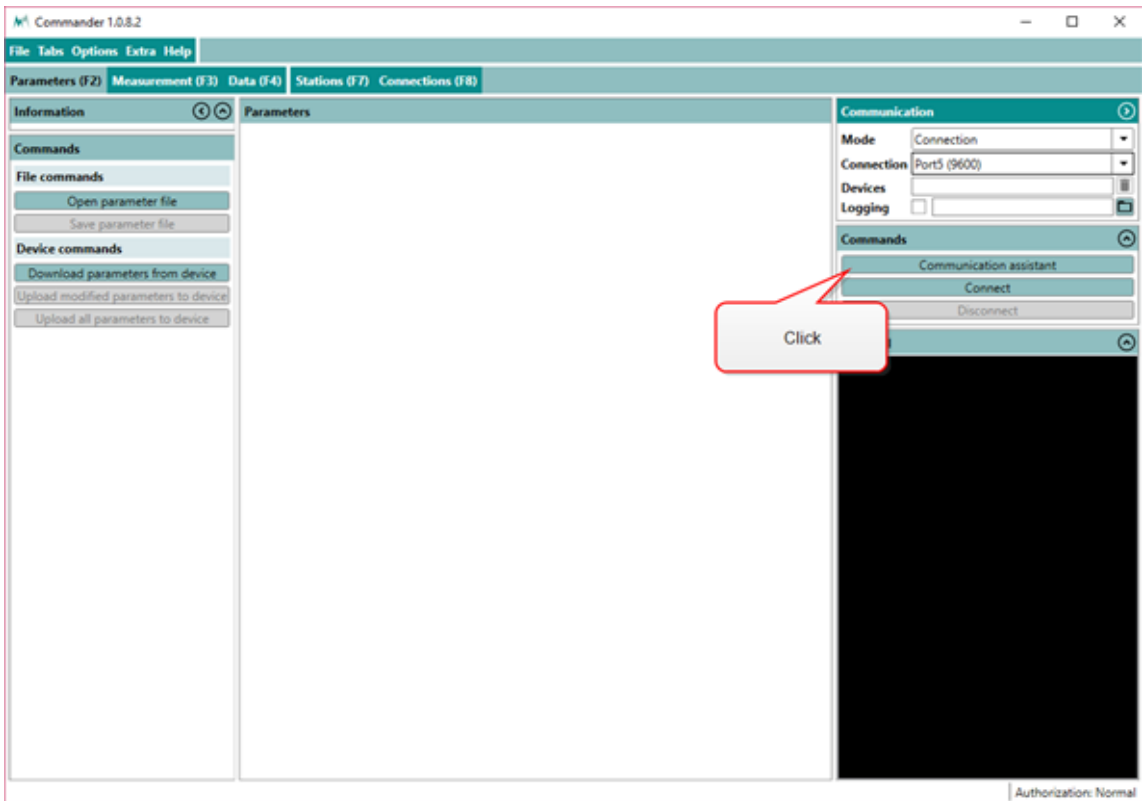 Commander 1.0.8.2
File Tabs Options Extra Help
Parameters (F2) Measurement (F3) Data (F4) Stations (F7) Connections (F8)
Information
Commands
File commands
Open parameter file
Save parameter file
Device commands
Download parameters from device
Upload modified parameters to device
Upload all parameters to device
Parameters
Communication
Mode Connection
Connection Port5 (9600)
Devices
Logging
Commands
Communication assistant
Connect
Disconnect
Click
Authorization: Normal